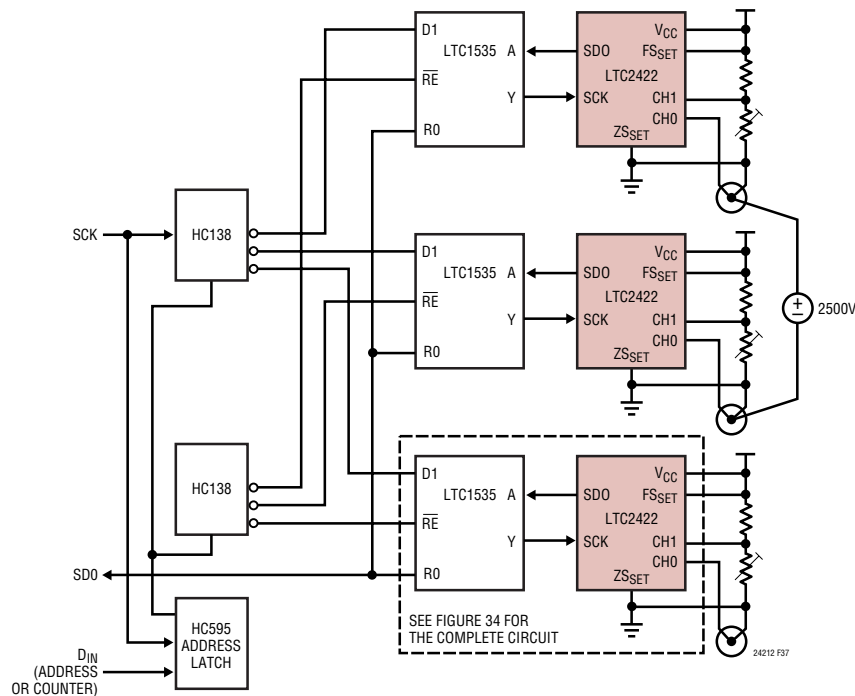 D1
LTC1535 A
RE
Y
R0
VCC
SDO
FSSET
LTC2422
SCK
CH1
CH0
ZSSET
SCK
HC138
D1
LTC1535 A
RE
Y
R0
VCC
SDO
FSSET
LTC2422
SCK
CH1
CH0
ZSSET
+
−
2500V
HC138
D1
LTC1535 A
RE
Y
R0
VCC
SDO
FSSET
LTC2422
SCK
CH1
CH0
ZSSET
SD0
HC595
ADDRESS
LATCH
DIN
(ADDRESS
OR COUNTER)
SEE FIGURE 34 FOR
THE COMPLETE CIRCUIT
24212 F37